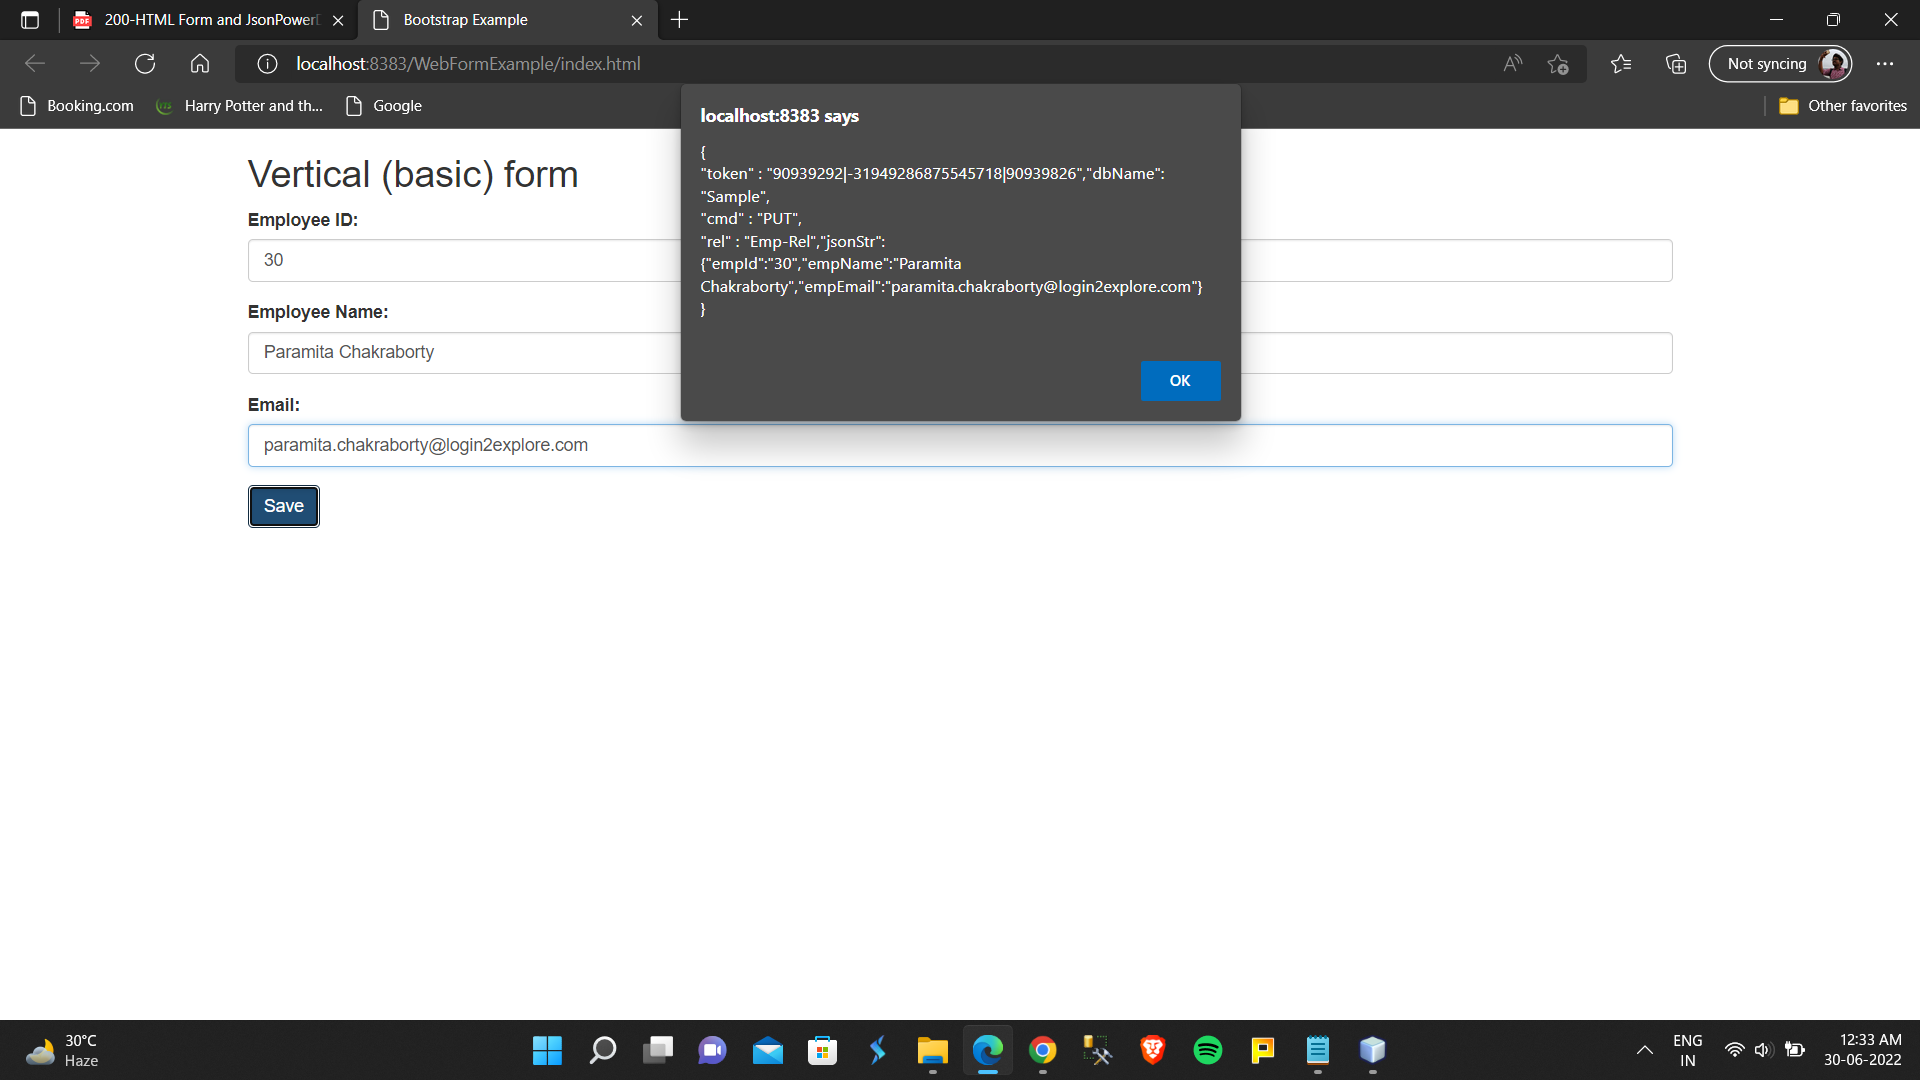 200-HTML Form and JsonPower
Bootstrap Example
localhost:8383/WebFormExample/index.html
Not syncing
Booking.com
Harry Potter and th...
Google
Other favorites
localhost:8383 says
{
"token" : "90939292|-31949286875545718|90939826","dbName":
"Sample",
"cmd" : "PUT",
"rel" : "Emp-Rel","jsonStr":
{"empId":"30","empName":"Paramita
Chakraborty","empEmail":"paramita.chakraborty@login2explore.com"}
}
OK
Vertical (basic) form
Employee ID:
30
Employee Name:
Paramita Chakraborty
Email:
paramita.chakraborty@login2explore.com
Save
30°C
Haze
ENG
IN
12:33 AM
30-06-2022